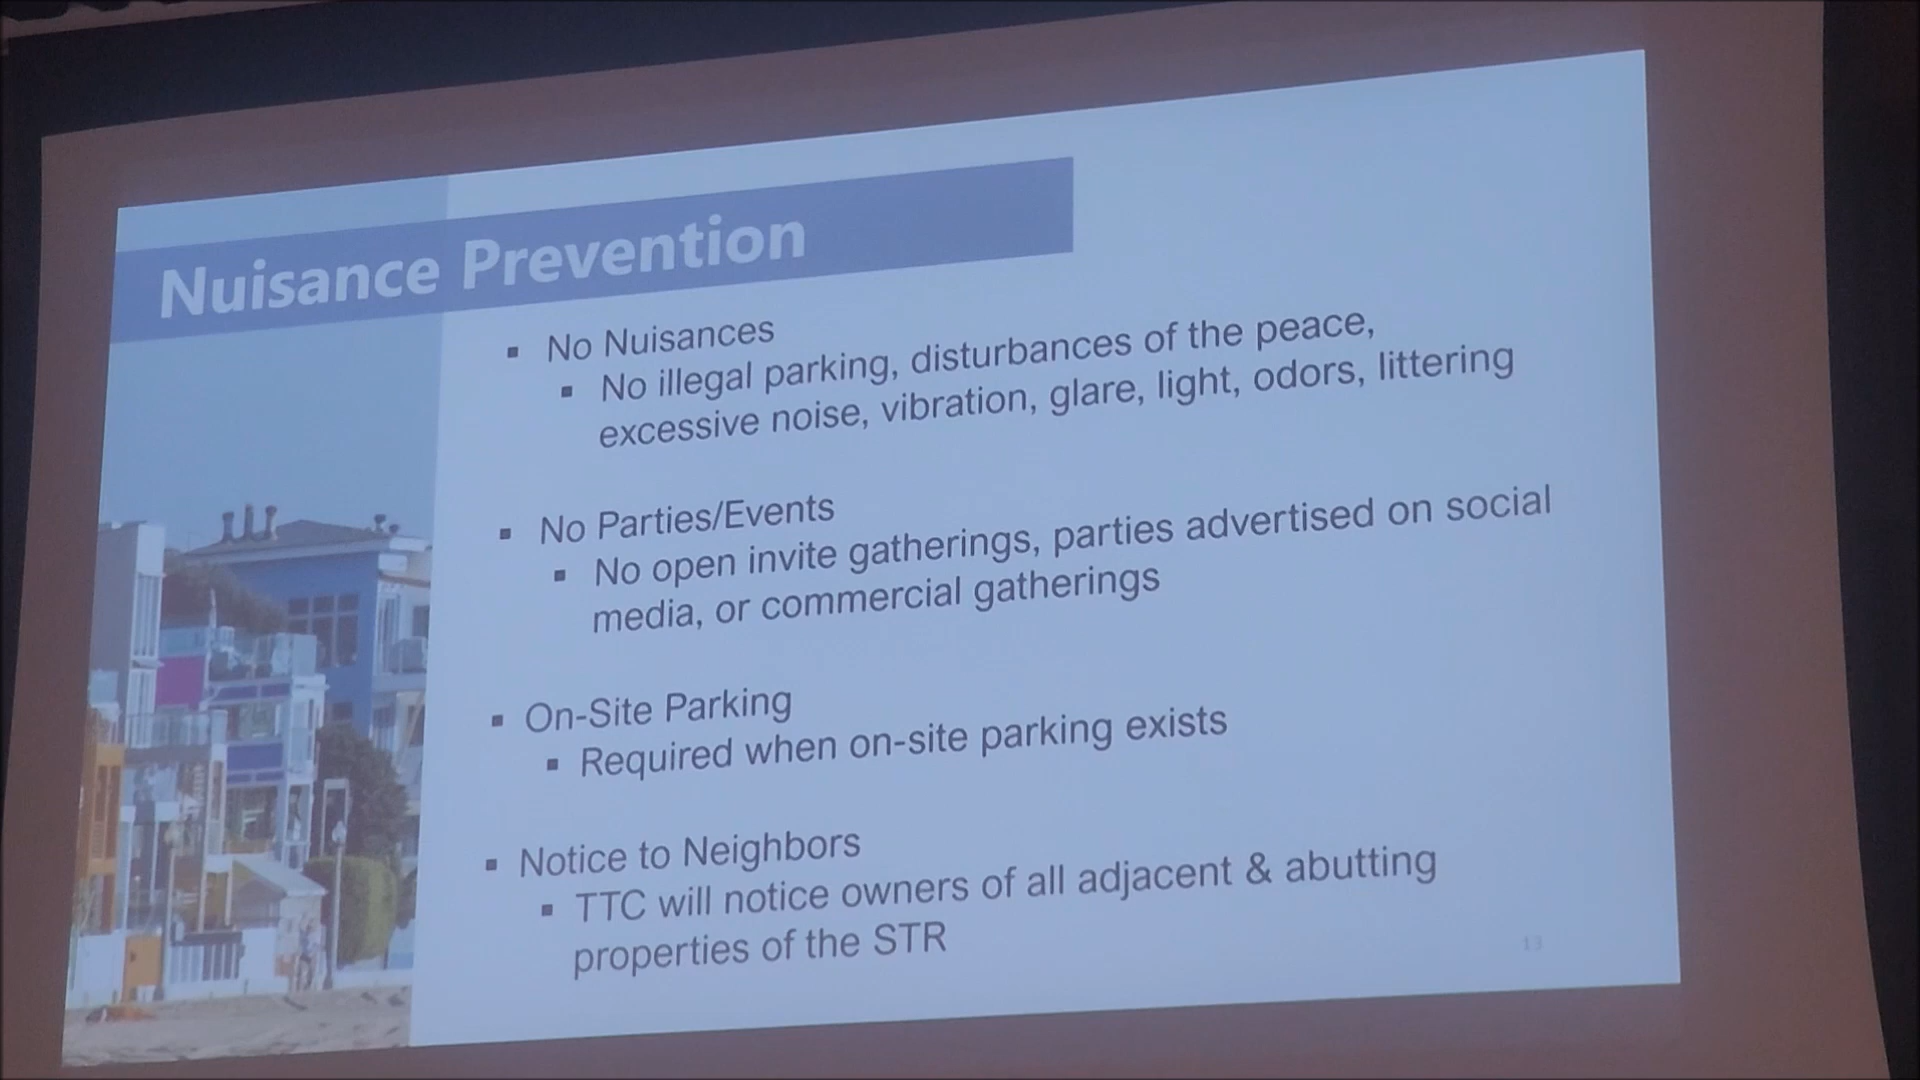 Nuisance Prevention
▪ No Nuisances
▪ No illegal parking, disturbances of the peace,
excessive noise, vibration, glare, light, odors, littering
▪ No Parties/Events
▪ No open invite gatherings, parties advertised on social
media, or commercial gatherings
▪ On-Site Parking
▪ Required when on-site parking exists
▪ Notice to Neighbors
▪ TTC will notice owners of all adjacent & abutting
properties of the STR
13